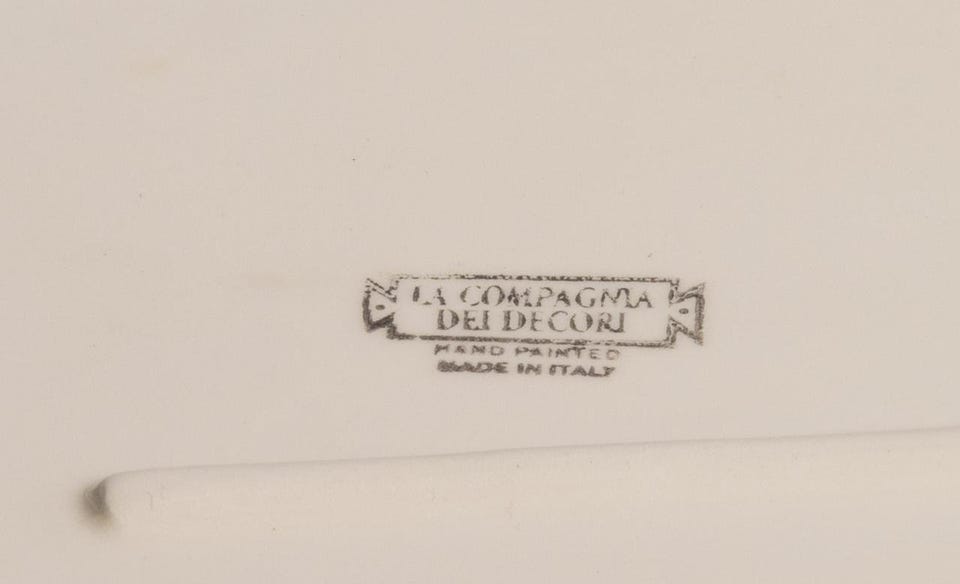 LA COMPAGNIA
DEI DECORI
HAND PAINTED
MADE IN ITALY